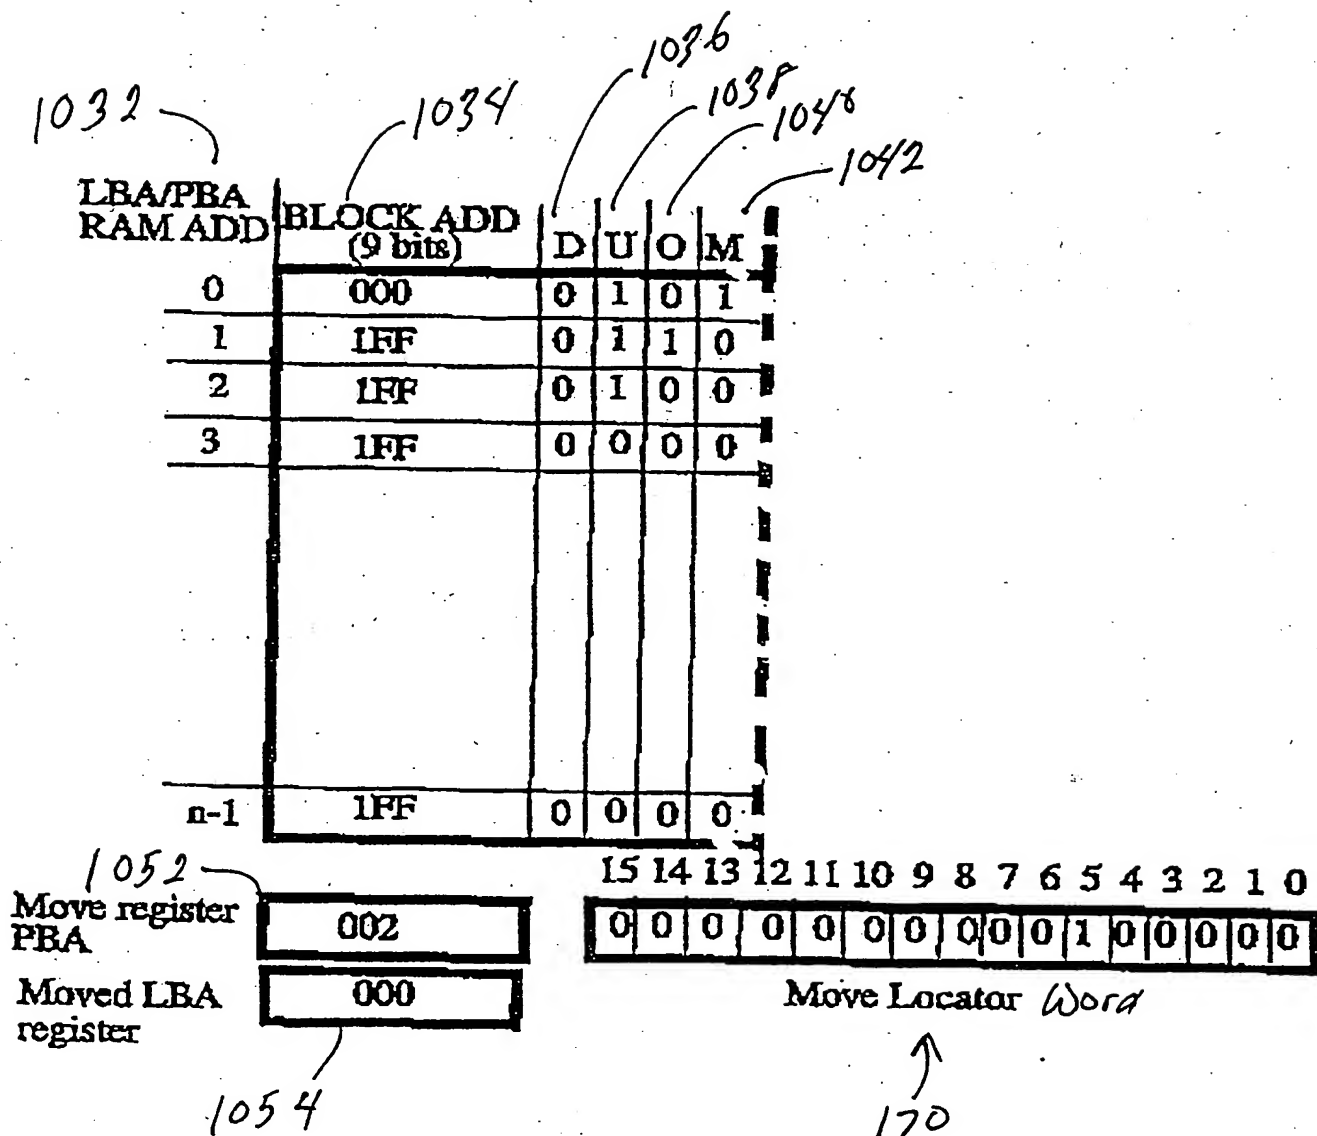 1036
1038
1040
1032
1034
1042
LBA/PBA
RAM ADD
BLOCK ADD
(9 bits)
D U O M
0 000 0 1 0 1
1 1FF 0 1 1 0
2 1FF 0 1 0 0
3 1FF 0 0 0 0
n-1 1FF 0 0 0 0
1052
15 14 13 12 11 10 9 8 7 6 5 4 3 2 1 0
Move register
PBA
002
0 0 0 0 0 0 0 0 0 0 1 0 0 0 0 0
Moved LBA
register
000
Move Locator Word
1054
170